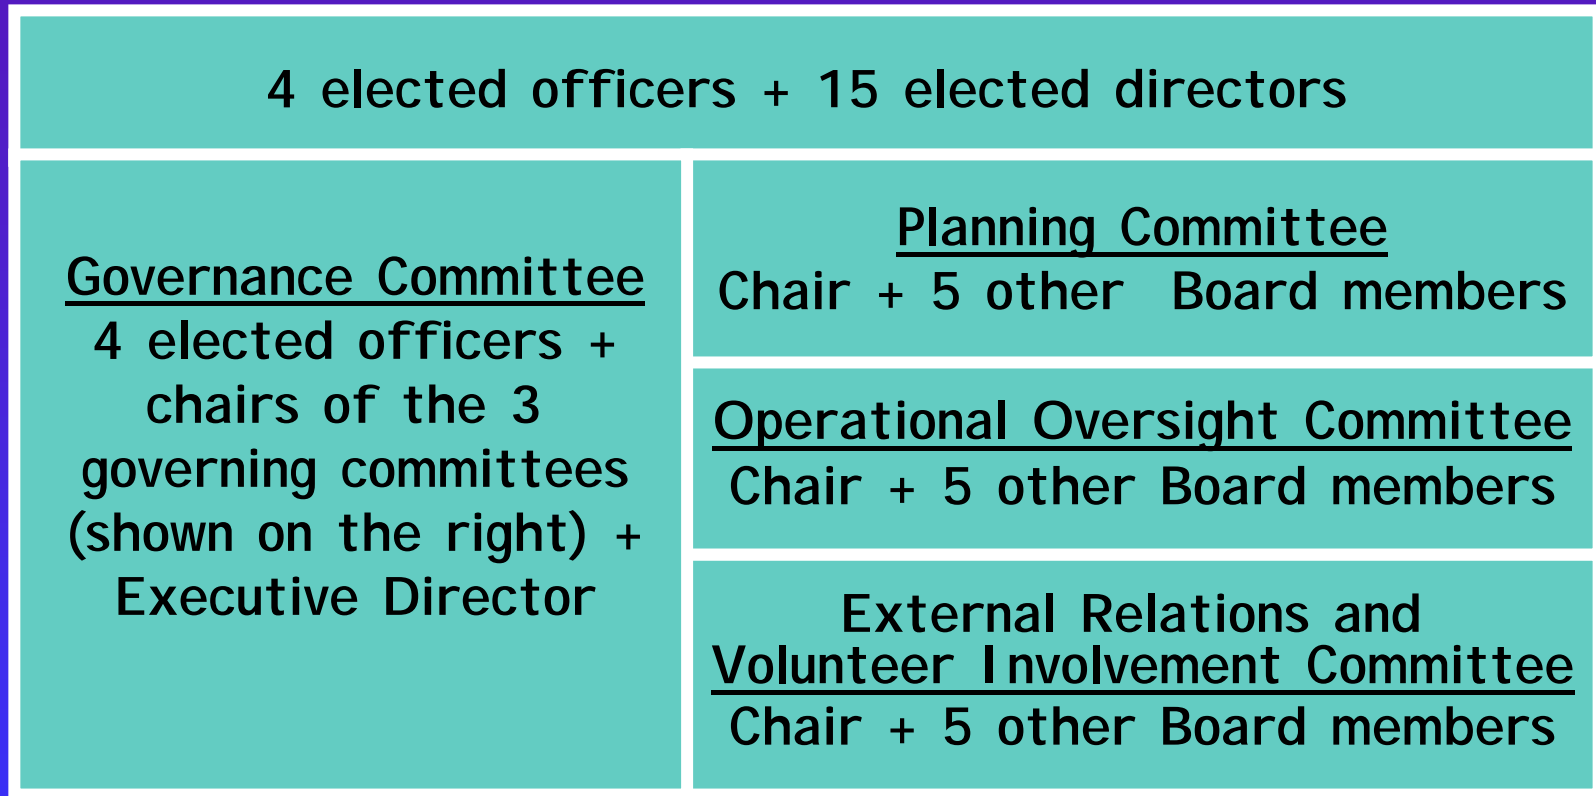 4 elected officers + 15 elected directors
Governance Committee
4 elected officers +
chairs of the 3
governing committees
(shown on the right) +
Executive Director
Planning Committee
Chair + 5 other Board members
Operational Oversight Committee
Chair + 5 other Board members
External Relations and
Volunteer Involvement Committee
Chair + 5 other Board members